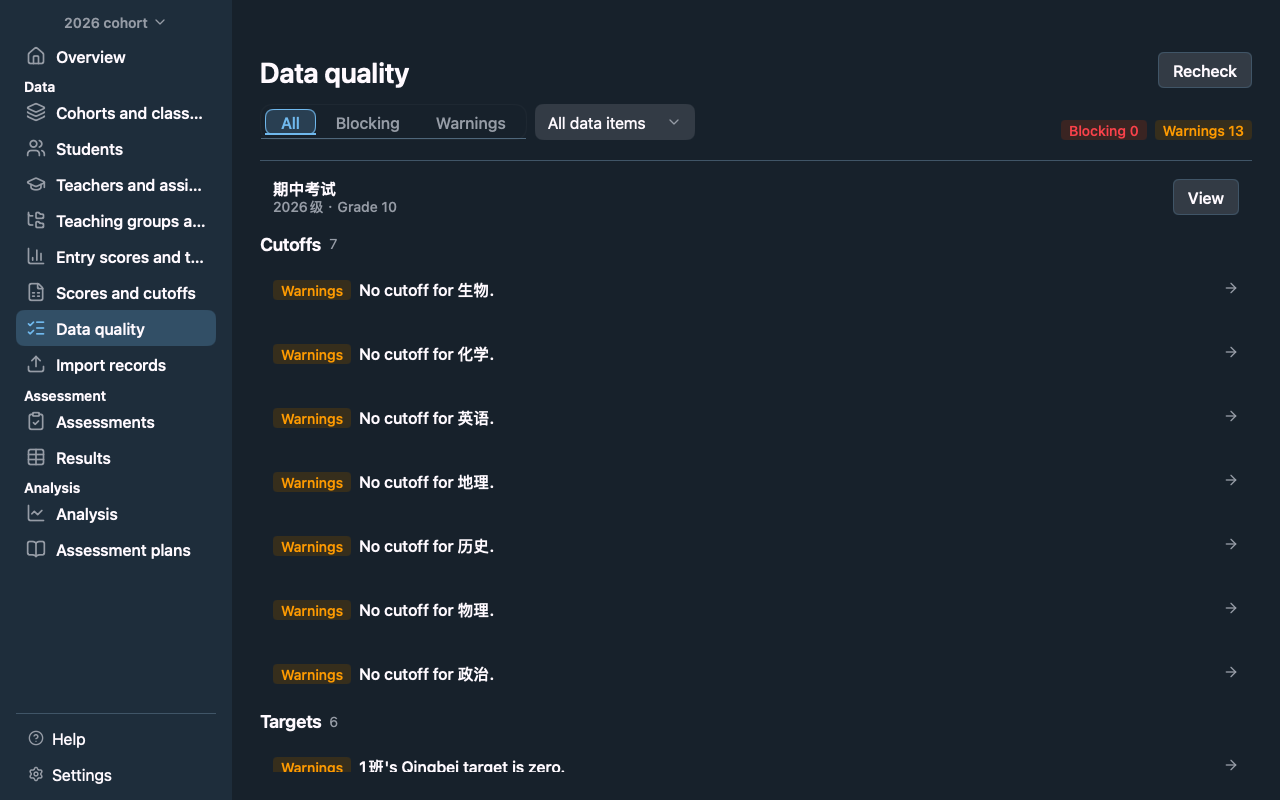 2026 cohort
Overview
Data
Cohorts and class...
Students
Teachers and assi...
Teaching groups a...
Entry scores and t...
Scores and cutoffs
Data quality
Import records
Assessment
Assessments
Results
Analysis
Analysis
Assessment plans
Help
Settings
Data quality
Recheck
All
Blocking
Warnings
All data items
Blocking 0
Warnings 13
期中考试
2026级 · Grade 10
View
Cutoffs 7
Warnings No cutoff for 生物.
Warnings No cutoff for 化学.
Warnings No cutoff for 英语.
Warnings No cutoff for 地理.
Warnings No cutoff for 历史.
Warnings No cutoff for 物理.
Warnings No cutoff for 政治.
Targets 6
Warnings 1班's Qingbei target is zero.